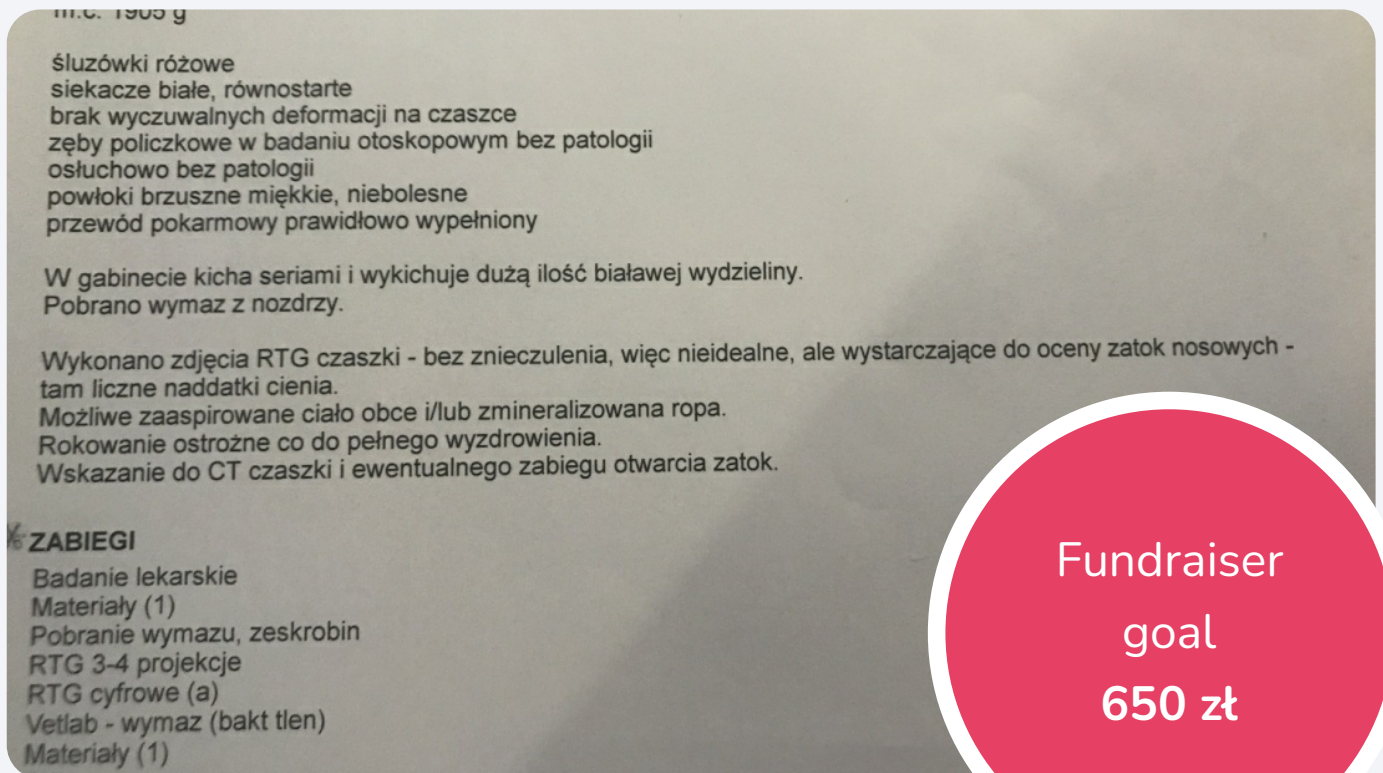 m.c. 1905 g
śluzówki różowe
siekacze białe, równostarte
brak wyczuwalnych deformacji na czaszce
zęby policzkowe w badaniu otoskopowym bez patologii
osłuchowo bez patologii
powłoki brzuszne miękkie, niebolesne
przewód pokarmowy prawidłowo wypełniony
W gabinecie kicha seriami i wykichuje dużą ilość białawej wydzieliny.
Pobrano wymaz z nozdrzy.
Wykonano zdjęcia RTG czaszki - bez znieczulenia, więc nieidealne, ale wystarczające do oceny zatok nosowych -
tam liczne naddatki cienia.
Możliwe zaaspirowane ciało obce i/lub zmineralizowana ropa.
Rokowanie ostrożne co do pełnego wyzdrowienia.
Wskazanie do CT czaszki i ewentualnego zabiegu otwarcia zatok.
ZABIEGI
Badanie lekarskie
Materiały (1)
Pobranie wymazu, zeskrobin
RTG 3-4 projekcje
RTG cyfrowe (a)
Vetlab - wymaz (bakt tlen)
Materiały (1)
Fundraiser
goal
650 zł